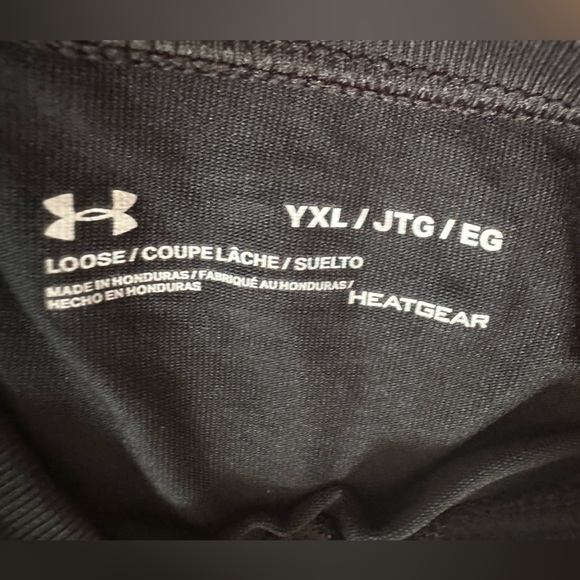 YXL / JTG / EG
LOOSE / COUPE LÂCHE / SUELTO
MADE IN HONDURAS / FABRIQUÉ AU HONDURAS /
HECHO EN HONDURAS
HEATGEAR